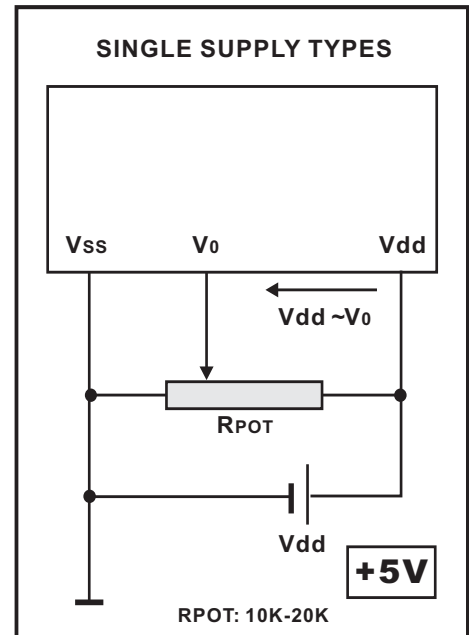 SINGLE SUPPLY TYPES
Vss V0 Vdd
Vdd ~V0
RPOT
Vdd
+5V
RPOT: 10K-20K